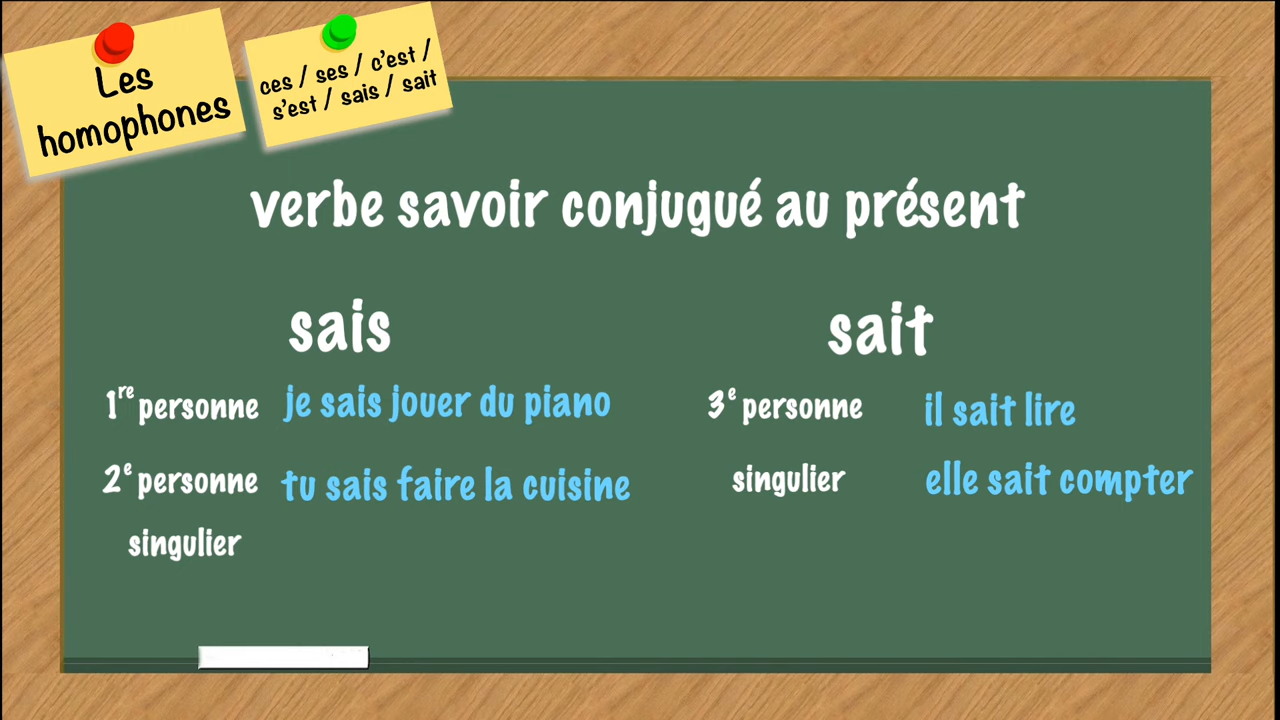 Les
homophones
ces / ses / c'est /
s'est / sais / sait
verbe savoir conjugué au présent
sais
1re personne je sais jouer du piano
2e personne tu sais faire la cuisine
singulier
sait
3e personne il sait lire
singulier elle sait compter